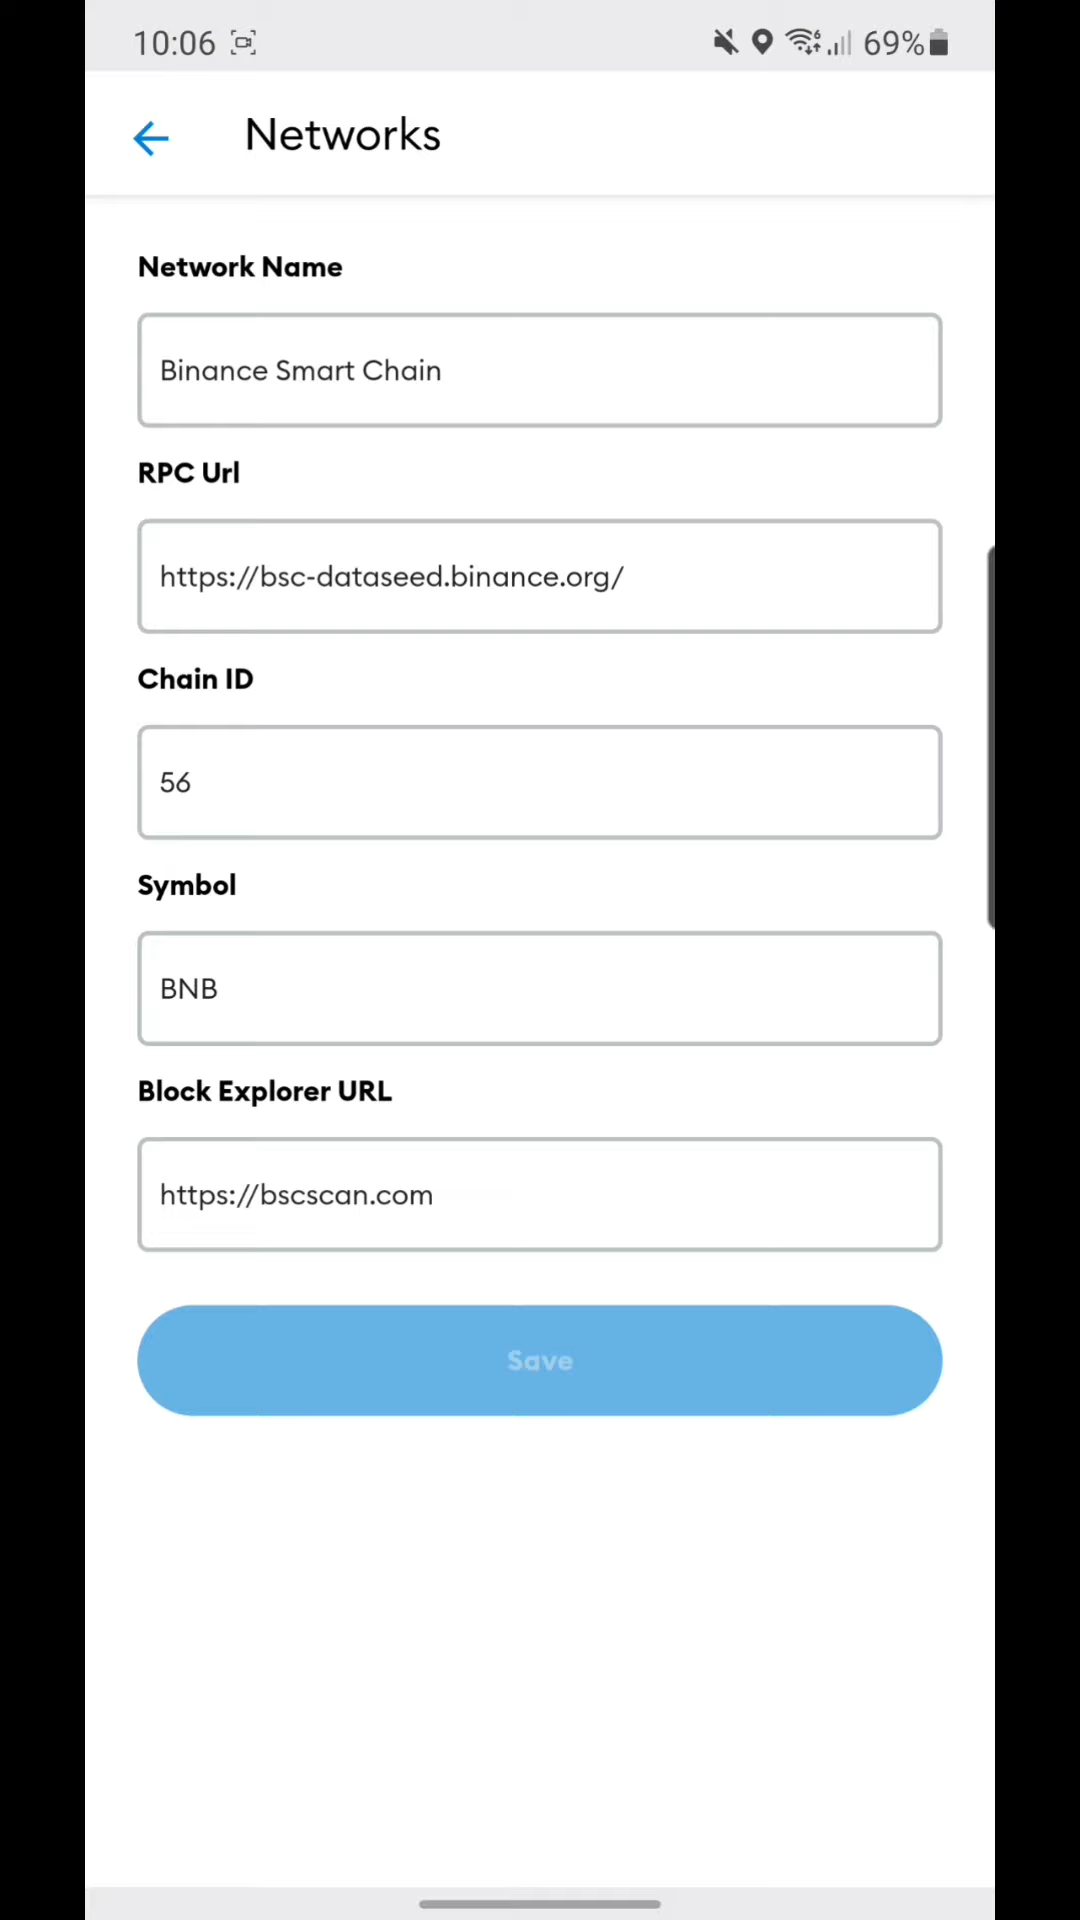 10:06
69%
Networks
Network Name
Binance Smart Chain
RPC Url
https://bsc-dataseed.binance.org/
Chain ID
56
Symbol
BNB
Block Explorer URL
https://bscscan.com
Save